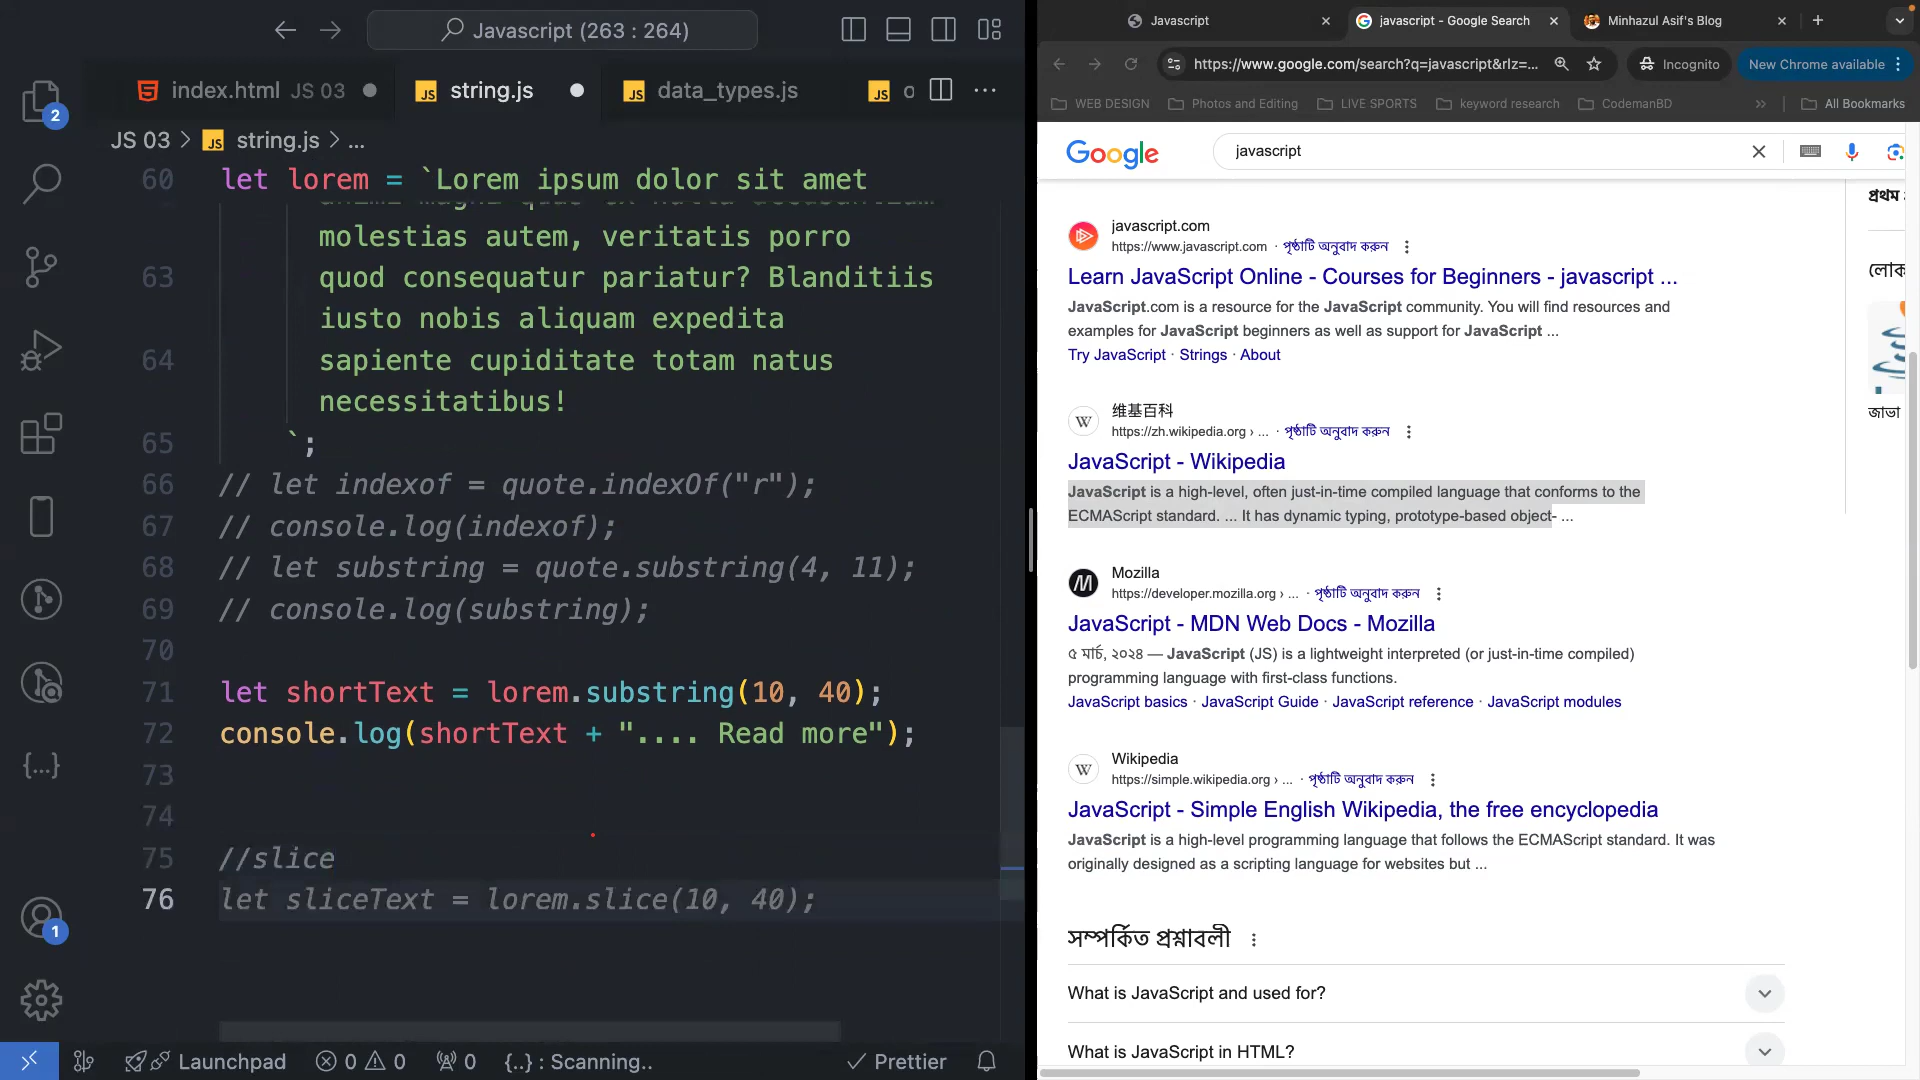 Javascript (263 : 264)
index.html JS 03
string.js
data_types.js
JS 03 > string.js > ...
60 let lorem = `Lorem ipsum dolor sit amet
molestias autem, veritatis porro
63 quod consequatur pariatur? Blanditiis
iusto nobis aliquam expedita
64 sapiente cupiditate totam natus
necessitatibus!
65 `;
66 // let indexof = quote.indexOf("r");
67 // console.log(indexof);
68 // let substring = quote.substring(4, 11);
69 // console.log(substring);
70
71 let shortText = lorem.substring(10, 40);
72 console.log(shortText + ".... Read more");
73
74
75 //slice
76 let sliceText = lorem.slice(10, 40);
2
1
Launchpad 0 0 0 {..} : Scanning.. Prettier
Javascript
javascript - Google Search
Minhazul Asif's Blog
https://www.google.com/search?q=javascript&rlz=...
Incognito
New Chrome available
WEB DESIGN
Photos and Editing
LIVE SPORTS
keyword research
CodemanBD
All Bookmarks
Google
javascript
প্রথম
javascript.com
https://www.javascript.com · পৃষ্ঠাটি অনুবাদ করুন
Learn JavaScript Online - Courses for Beginners - javascript ...
JavaScript.com is a resource for the JavaScript community. You will find resources and
examples for JavaScript beginners as well as support for JavaScript ...
Try JavaScript · Strings · About
জাভা
维基百科
https://zh.wikipedia.org › ... · পৃষ্ঠাটি অনুবাদ করুন
JavaScript - Wikipedia
JavaScript is a high-level, often just-in-time compiled language that conforms to the
ECMAScript standard. ... It has dynamic typing, prototype-based object- ...
Mozilla
https://developer.mozilla.org › ... · পৃষ্ঠাটি অনুবাদ করুন
JavaScript - MDN Web Docs - Mozilla
৫ মার্চ, ২০২৪ — JavaScript (JS) is a lightweight interpreted (or just-in-time compiled)
programming language with first-class functions.
JavaScript basics · JavaScript Guide · JavaScript reference · JavaScript modules
Wikipedia
https://simple.wikipedia.org › ... · পৃষ্ঠাটি অনুবাদ করুন
JavaScript - Simple English Wikipedia, the free encyclopedia
JavaScript is a high-level programming language that follows the ECMAScript standard. It was
originally designed as a scripting language for websites but ...
সম্পর্কিত প্রশ্নাবলী
What is JavaScript and used for?
What is JavaScript in HTML?